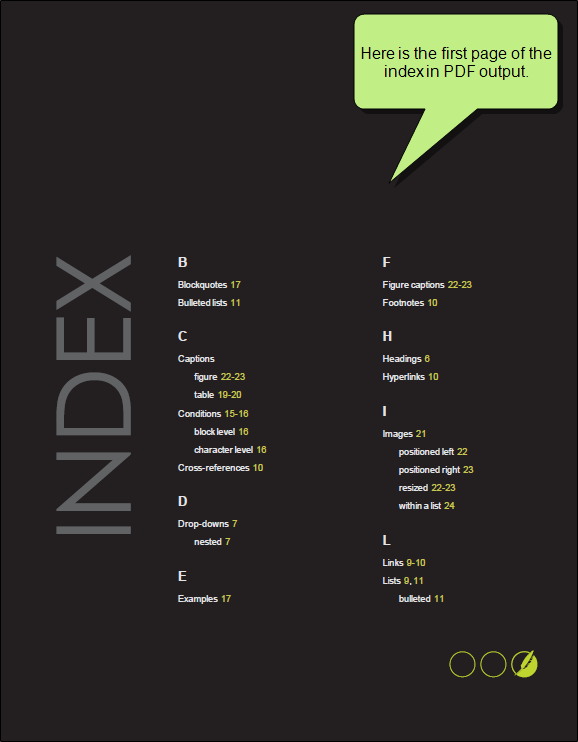 Here is the first page of the
index in PDF output.
INDEX
B
Blockquotes 17
Bulleted lists 11
C
Captions
figure 22-23
table 19-20
Conditions 15-16
block level 16
character level 16
Cross-references 10
D
Drop-downs 7
nested 7
E
Examples 17
F
Figure captions 22-23
Footnotes 10
H
Headings 6
Hyperlinks 10
I
Images 21
positioned left 22
positioned right 23
resized 22-23
within a list 24
L
Links 9-10
Lists 9, 11
bulleted 11